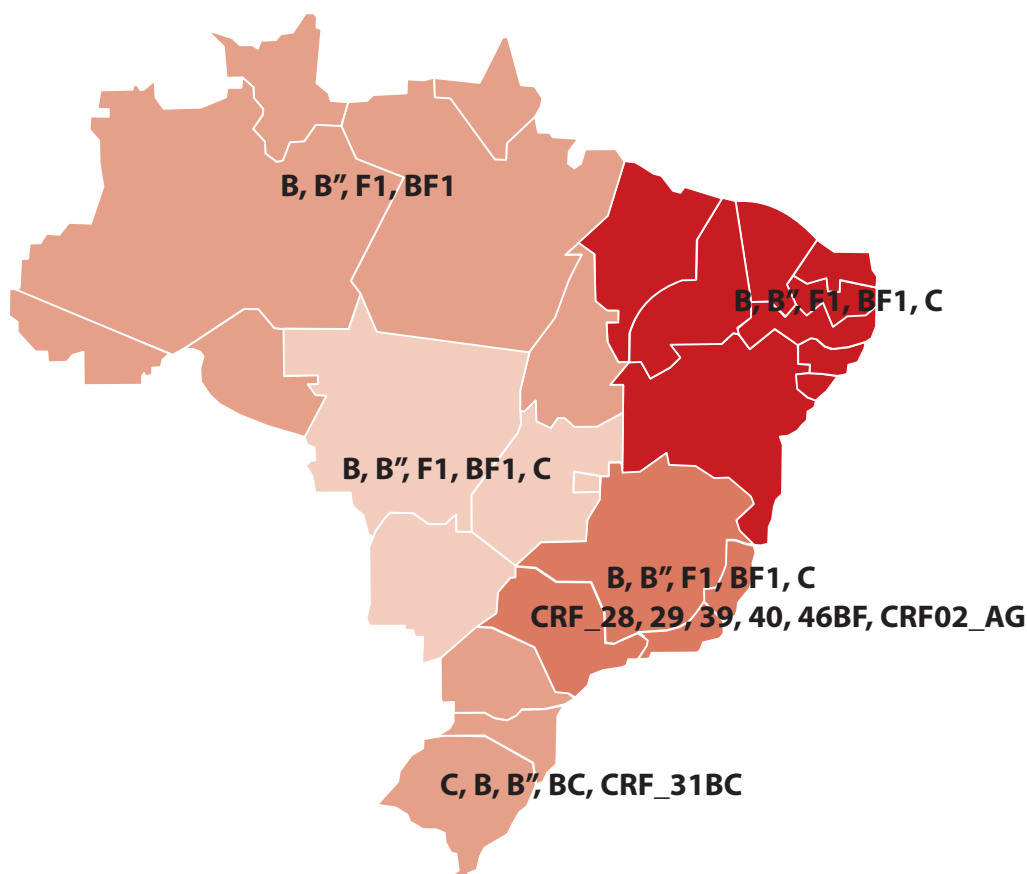 B, B”, F1, BF1
B, B”, F1, BF1, C
B, B”, F1, BF1, C
B, B”, F1, BF1, C
CRF_28, 29, 39, 40, 46BF, CRF02_AG
C, B, B”, BC, CRF_31BC